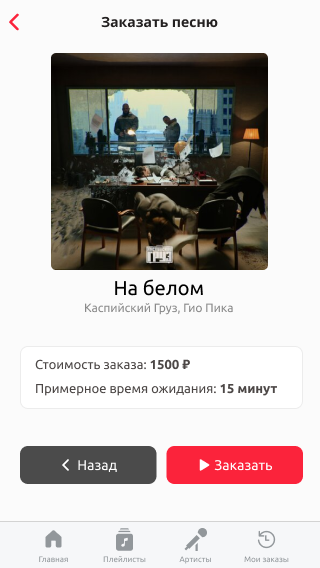 Заказать песню
На белом
Каспийский Груз, Гио Пика
Стоимость заказа: 1500 ₽
Примерное время ожидания: 15 минут
Назад
Заказать
Главная
Плейлисты
Артисты
Мои заказы